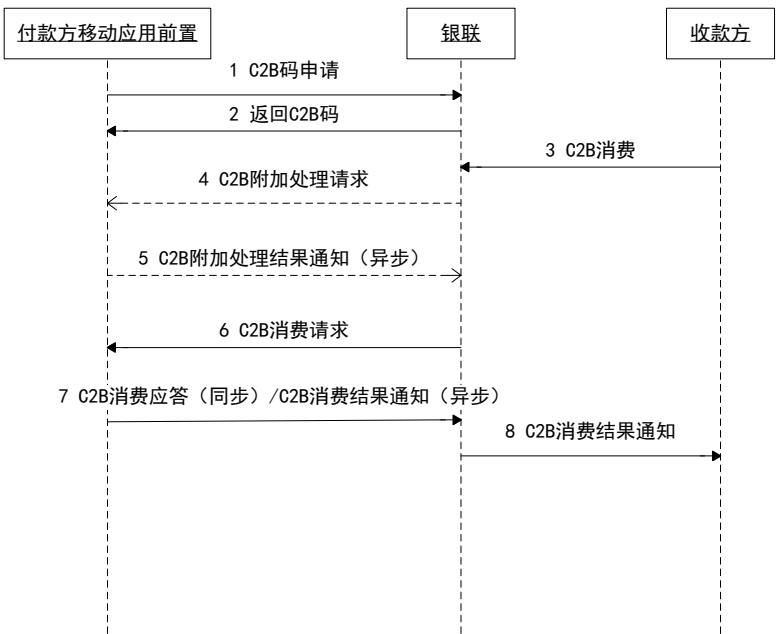 付款方移动应用前置
银联
收款方
1 C2B码申请
2 返回C2B码
3 C2B消费
4 C2B附加处理请求
5 C2B附加处理结果通知（异步）
6 C2B消费请求
7 C2B消费应答（同步）/C2B消费结果通知（异步）
8 C2B消费结果通知